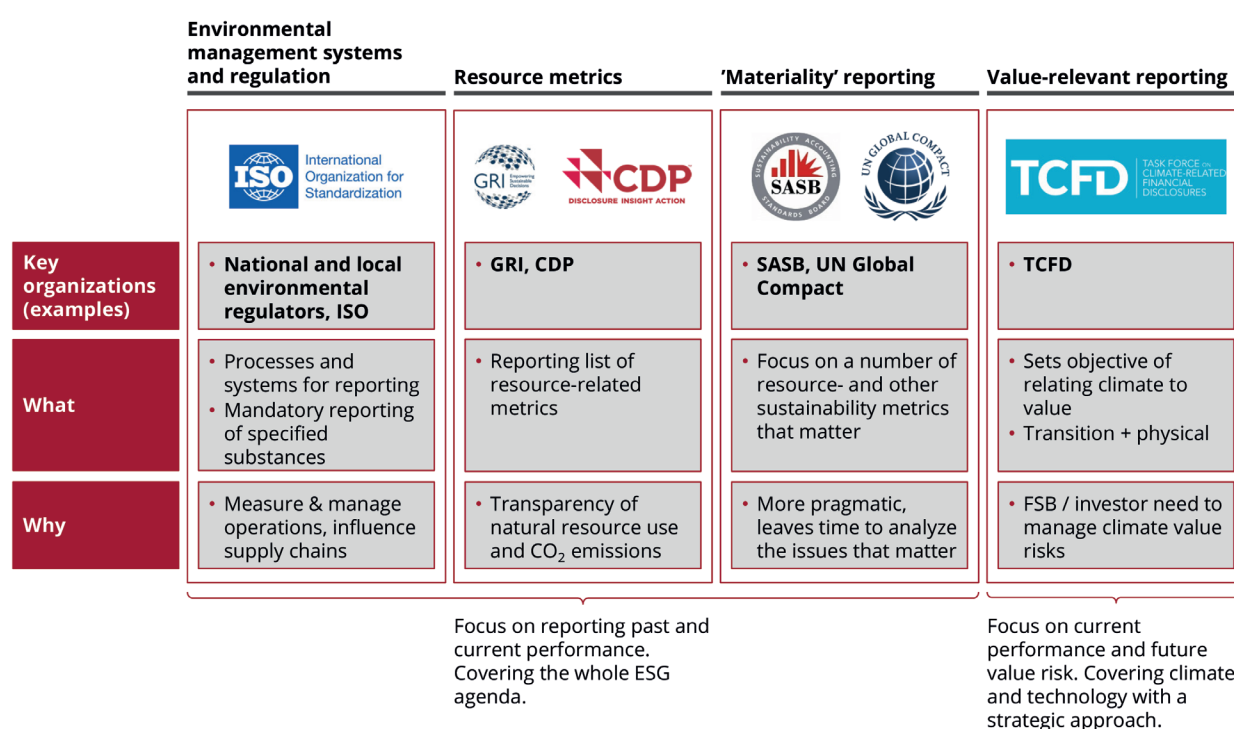 Environmental
management systems
and regulation
Resource metrics
’Materiality’ reporting
Value-relevant reporting
ISO
International
Organization for
Standardization
GRI
Empowering
Sustainable
Decisions
CDP
DISCLOSURE INSIGHT ACTION
SUSTAINABILITY ACCOUNTING
SASB
STANDARDS BOARD
UN GLOBAL COMPACT
TCFD
TASK FORCE ON
CLIMATE-RELATED
FINANCIAL
DISCLOSURES
Key
organizations
(examples)
• National and local
environmental
regulators, ISO
• GRI, CDP
• SASB, UN Global
Compact
• TCFD
What
• Processes and
systems for reporting
• Mandatory reporting
of specified
substances
• Reporting list of
resource-related
metrics
• Focus on a number of
resource- and other
sustainability metrics
that matter
• Sets objective of
relating climate to
value
• Transition + physical
Why
• Measure & manage
operations, influence
supply chains
• Transparency of
natural resource use
and CO₂ emissions
• More pragmatic,
leaves time to analyze
the issues that matter
• FSB / investor need to
manage climate value
risks
Focus on reporting past and
current performance.
Covering the whole ESG
agenda.
Focus on current
performance and future
value risk. Covering climate
and technology with a
strategic approach.